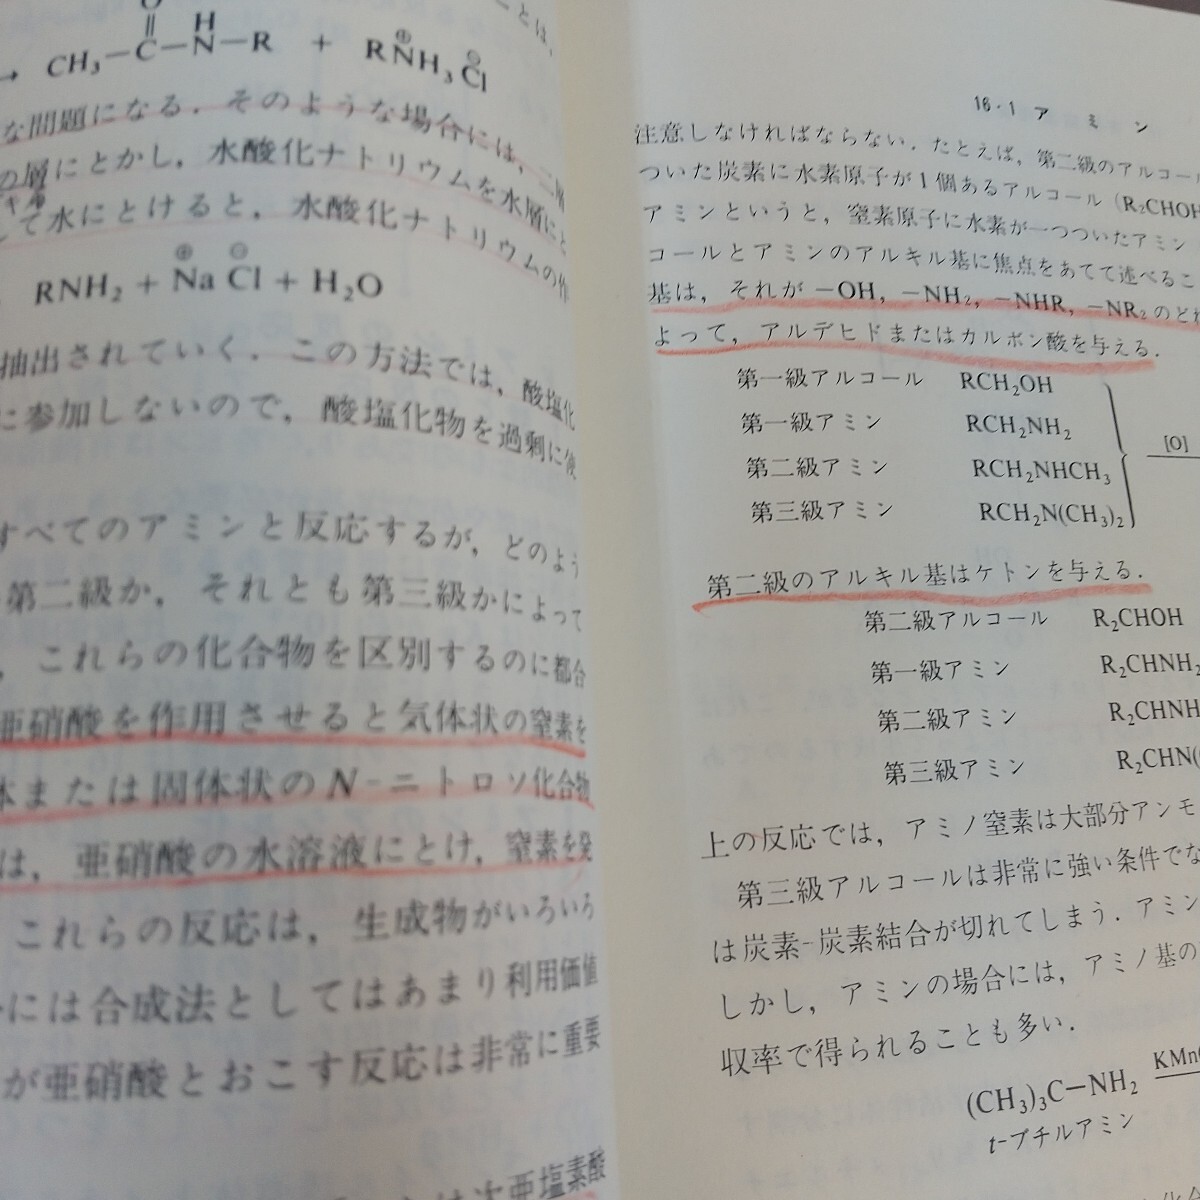 ことは,
O
→ CH₃—C—N—R + RNH₃Cl
H
⊕ ⊖
な問題になる．そのような場合には，二
の層にとかし，水酸化ナトリウムを水層にと
て水にとけると，水酸化ナトリウムの作
⊕ ⊖
RNH₂ + Na Cl + H₂O
抽出されていく．この方法では，酸塩化
に参加しないので，酸塩化物を過剰に使
すべてのアミンと反応するが，どのよう
第二級か，それとも第三級かによって
，これらの化合物を区別するのに都合
亜硝酸を作用させると気体状の窒素を
体または固体状のN-ニトロソ化合物
は，亜硝酸の水溶液にとけ，窒素を発
これらの反応は，生成物がいろいろ
には合成法としてはあまり利用価値
が亜硝酸とおこす反応は非常に重要
は次亜塩素酸
16・1 ア ミ ン
注意しなければならない．たとえば，第二級のアルコール
ついた炭素に水素原子が1個あるアルコール（R₂CHOH
アミンというと，窒素原子に水素が一つついたアミン
コールとアミンのアルキル基に焦点をあてて述べるこ
基は，それが —OH，—NH₂，—NHR，—NR₂のどれ
よって，アルデヒドまたはカルボン酸を与える．
第一級アルコール RCH₂OH
第一級アミン RCH₂NH₂
[O]
第二級アミン RCH₂NHCH₃
第三級アミン RCH₂N(CH₃)₂
第二級のアルキル基はケトンを与える．
第二級アルコール R₂CHOH
第一級アミン R₂CHNH₂
第二級アミン R₂CHNH
第三級アミン R₂CHN(
上の反応では，アミノ窒素は大部分アンモ
第三級アルコールは非常に強い条件でな
は炭素-炭素結合が切れてしまう．アミン
しかし，アミンの場合には，アミノ基の
収率で得られることも多い．
(CH₃)₃C—NH₂ KMn
t-ブチルアミン